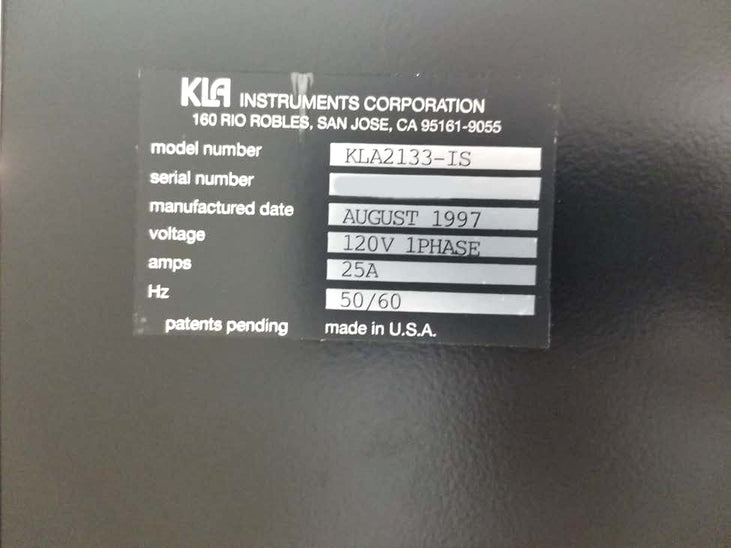 KLA INSTRUMENTS CORPORATION
160 RIO ROBLES, SAN JOSE, CA 95161-9055
model number KLA2133-IS
serial number
manufactured date AUGUST 1997
voltage 120V 1PHASE
amps 25A
Hz 50/60
patents pending made in U.S.A.